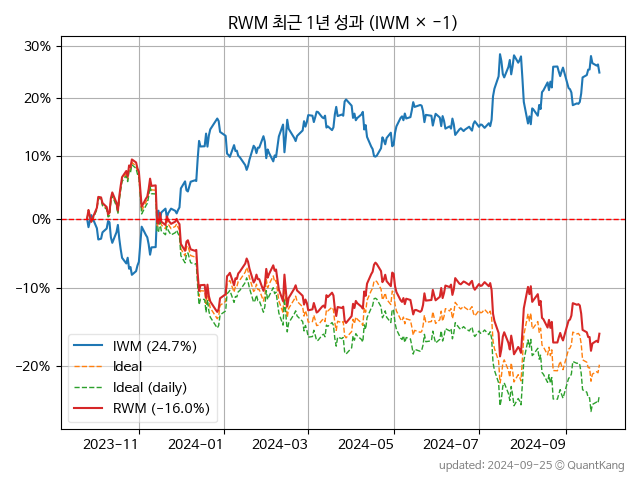 RWM 최근 1년 성과 (IWM × −1)
30%
20%
10%
0%
−10%
−20%
IWM (24.7%)
Ideal
Ideal (daily)
RWM (−16.0%)
2023−11
2024−01
2024−03
2024−05
2024−07
2024−09
updated: 2024-09-25 © QuantKang